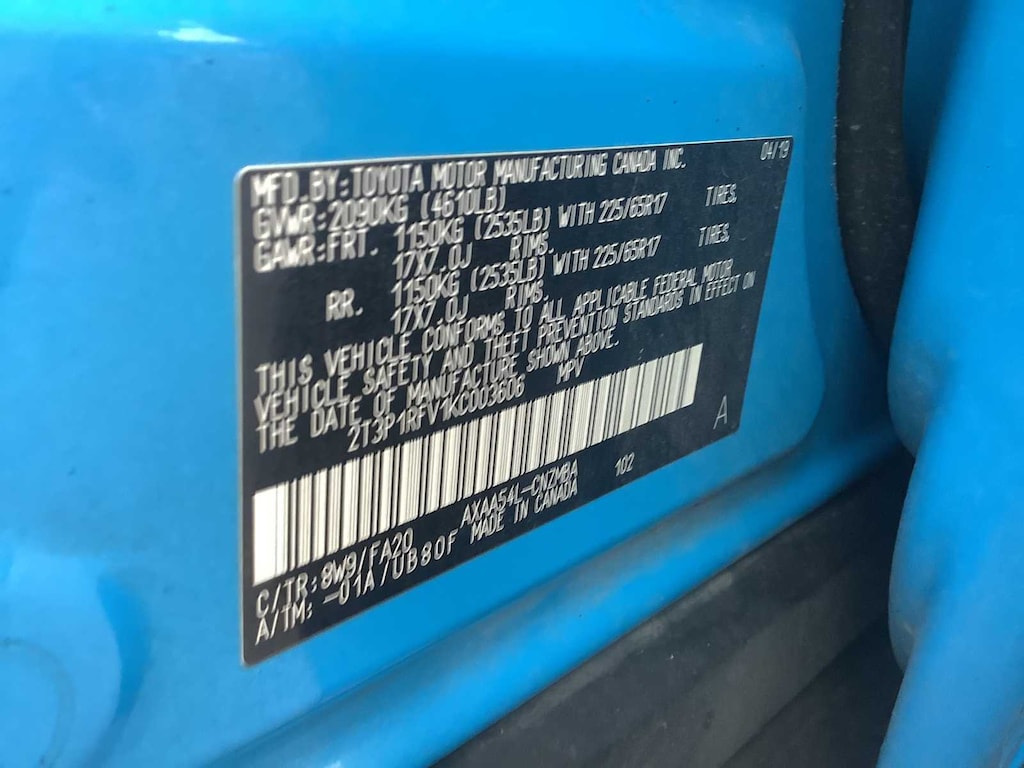 MFD.BY:TOYOTA MOTOR MANUFACTURING CANADA INC. 04/19
GVWR:2090KG (4610LB)
GAWR:FRT. 1150KG (2535LB) WITH 225/65R17 TIRES,
17X7.0J RIMS.
RR. 1150KG (2535LB) WITH 225/65R17 TIRES,
17X7.0J RIMS.
THIS VEHICLE CONFORMS TO ALL APPLICABLE FEDERAL MOTOR
VEHICLE SAFETY AND THEFT PREVENTION STANDARDS IN EFFECT ON
THE DATE OF MANUFACTURE SHOWN ABOVE.
2T3P1RFV1KC003606 MPV
A
C/TR:8W9/FA20 AXAA54L-CNZMBA 102
A/TM:-01A/UB80F MADE IN CANADA